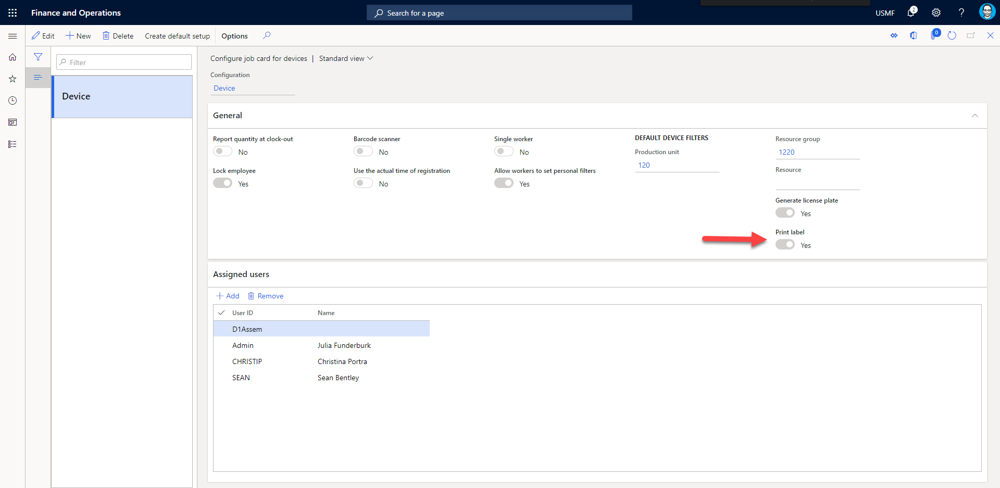 Finance and Operations
Search for a page
USMF
2
?
Edit
New
Delete
Create default setup
Options
0
Filter
Device
Configure job card for devices | Standard view
Configuration
Device
General
Report quantity at clock-out
No
Lock employee
Yes
Barcode scanner
No
Use the actual time of registration
No
Single worker
No
Allow workers to set personal filters
Yes
DEFAULT DEVICE FILTERS
Production unit
120
Resource group
1220
Resource
Generate license plate
Yes
Print label
Yes
Assigned users
Add
Remove
User ID Name
D1Assem
Admin Julia Funderburk
CHRISTIP Christina Portra
SEAN Sean Bentley